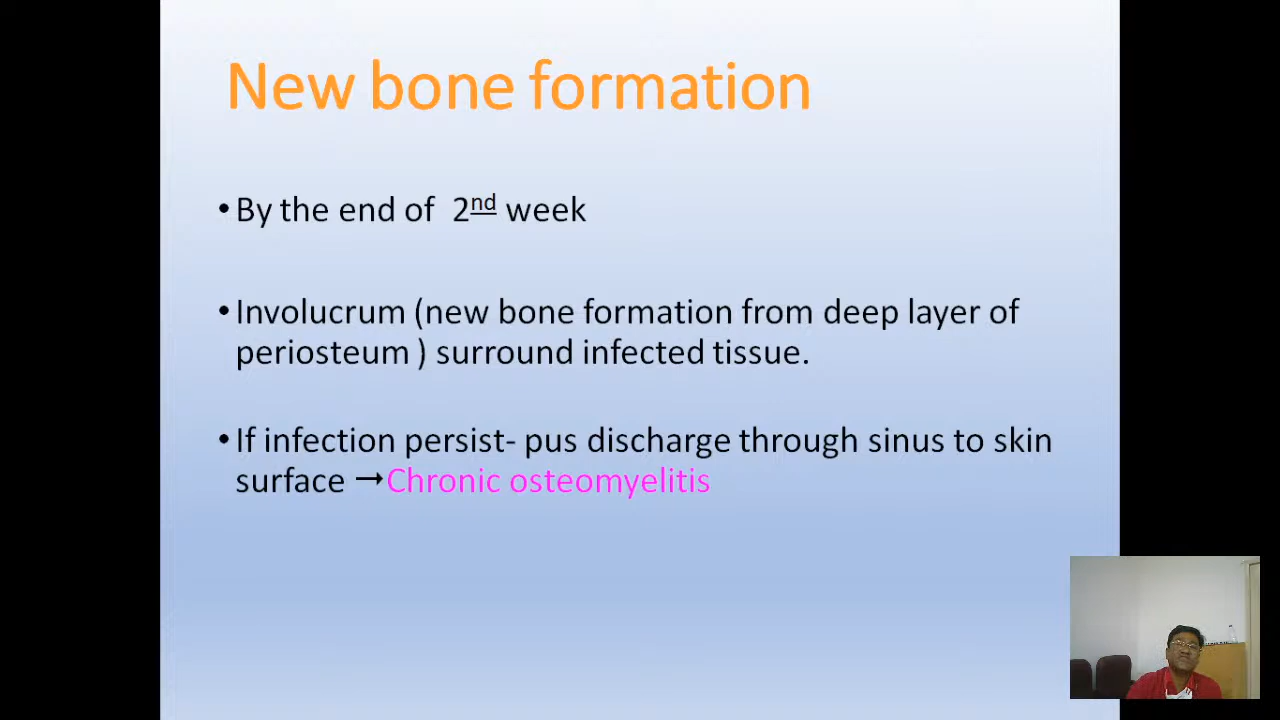 New bone formation
•By the end of 2nd week
•Involucrum (new bone formation from deep layer of
periosteum ) surround infected tissue.
•If infection persist- pus discharge through sinus to skin
surface →Chronic osteomyelitis